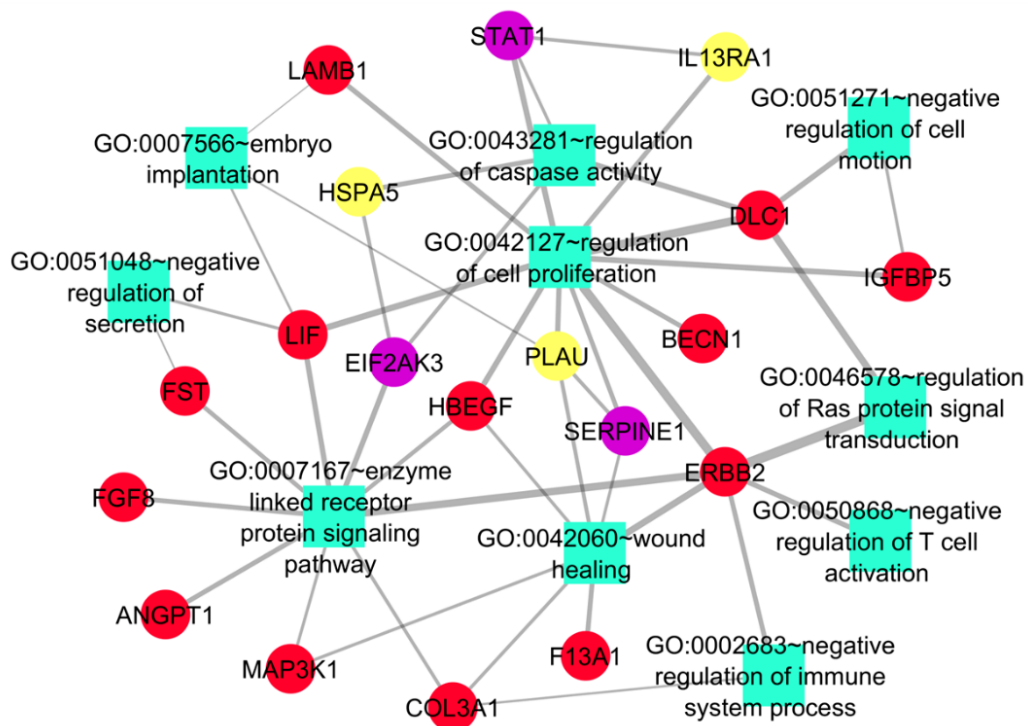 STAT1
IL13RA1
LAMB1
GO:0051271~negative
regulation of cell
motion
GO:0007566~embryo
implantation
GO:0043281~regulation
of caspase activity
HSPA5
DLC1
GO:0042127~regulation
of cell proliferation
GO:0051048~negative
regulation of
secretion
IGFBP5
LIF
BECN1
EIF2AK3
PLAU
FST
HBEGF
GO:0046578~regulation
of Ras protein signal
transduction
SERPINE1
ERBB2
GO:0007167~enzyme
linked receptor
protein signaling
pathway
FGF8
GO:0042060~wound
healing
GO:0050868~negative
regulation of T cell
activation
ANGPT1
MAP3K1
F13A1
GO:0002683~negative
regulation of immune
system process
COL3A1